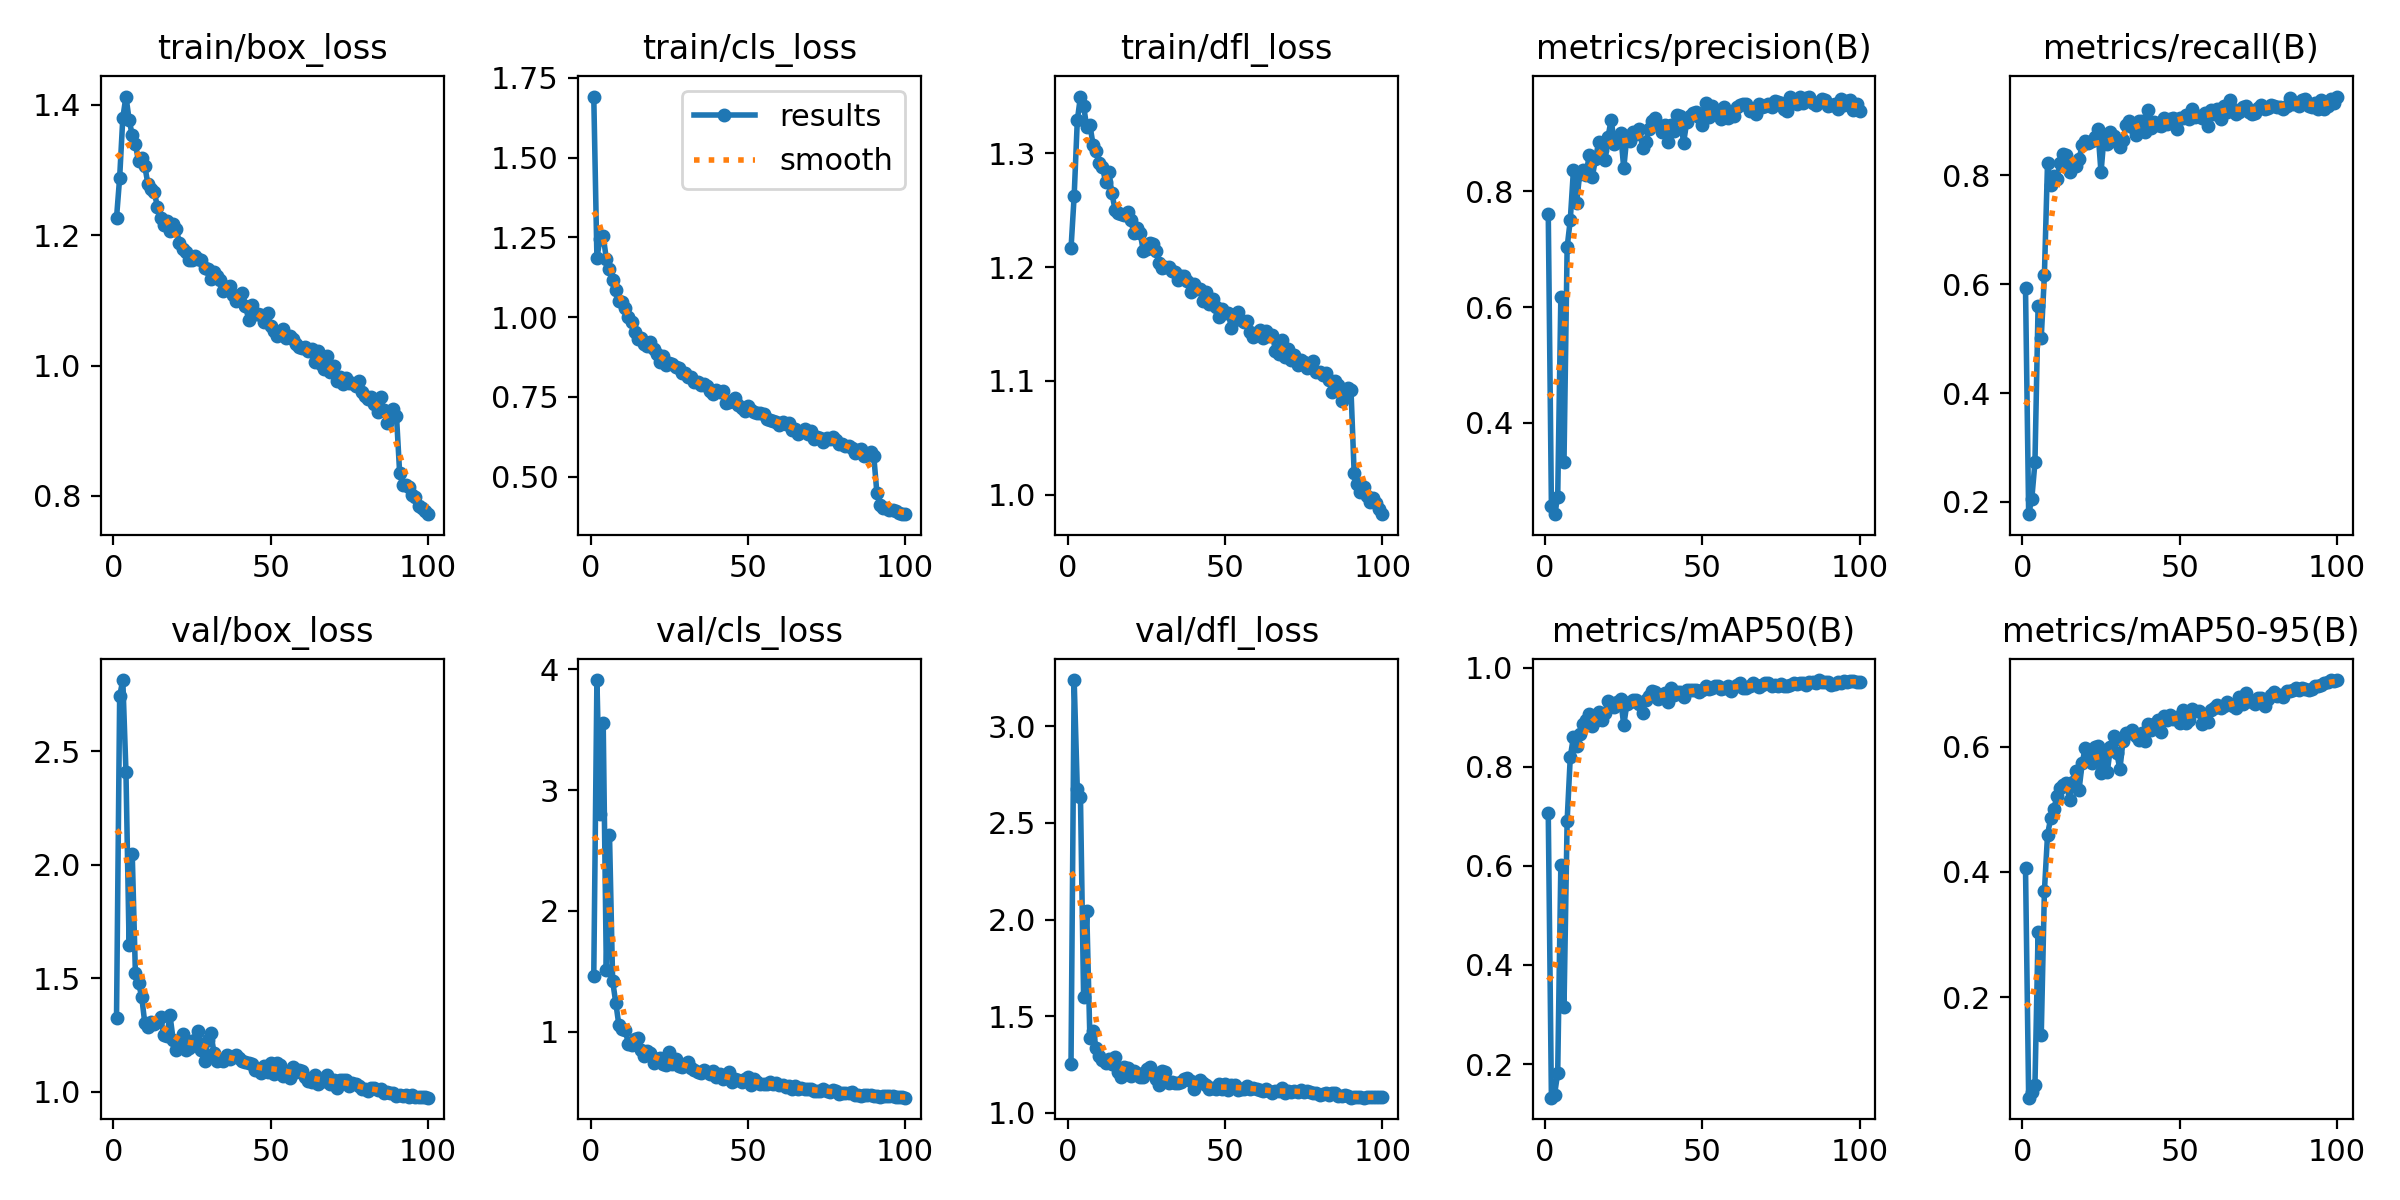 train/box_loss
1.4
1.2
1.0
0.8
0 50 100
train/cls_loss
results
smooth
1.75
1.50
1.25
1.00
0.75
0.50
0 50 100
train/dfl_loss
1.3
1.2
1.1
1.0
0 50 100
metrics/precision(B)
0.8
0.6
0.4
0 50 100
metrics/recall(B)
0.8
0.6
0.4
0.2
0 50 100
val/box_loss
2.5
2.0
1.5
1.0
0 50 100
val/cls_loss
4
3
2
1
0 50 100
val/dfl_loss
3.0
2.5
2.0
1.5
1.0
0 50 100
metrics/mAP50(B)
1.0
0.8
0.6
0.4
0.2
0 50 100
metrics/mAP50-95(B)
0.6
0.4
0.2
0 50 100